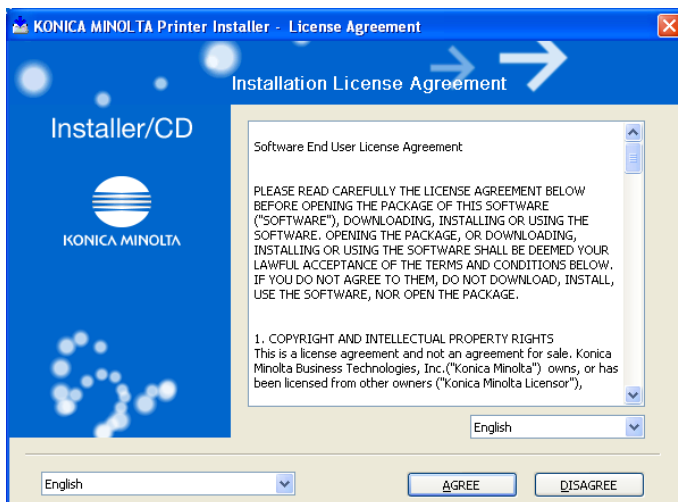 KONICA MINOLTA Printer Installer - License Agreement
Installation License Agreement
Installer/CD
KONICA MINOLTA
Software End User License Agreement
PLEASE READ CAREFULLY THE LICENSE AGREEMENT BELOW
BEFORE OPENING THE PACKAGE OF THIS SOFTWARE
("SOFTWARE"), DOWNLOADING, INSTALLING OR USING THE
SOFTWARE. OPENING THE PACKAGE, OR DOWNLOADING,
INSTALLING OR USING THE SOFTWARE SHALL BE DEEMED YOUR
LAWFUL ACCEPTANCE OF THE TERMS AND CONDITIONS BELOW.
IF YOU DO NOT AGREE TO THEM, DO NOT DOWNLOAD, INSTALL,
USE THE SOFTWARE, NOR OPEN THE PACKAGE.
1. COPYRIGHT AND INTELLECTUAL PROPERTY RIGHTS
This is a license agreement and not an agreement for sale. Konica
Minolta Business Technologies, Inc.("Konica Minolta") owns, or has
been licensed from other owners ("Konica Minolta Licensor"),
English
English
AGREE
DISAGREE